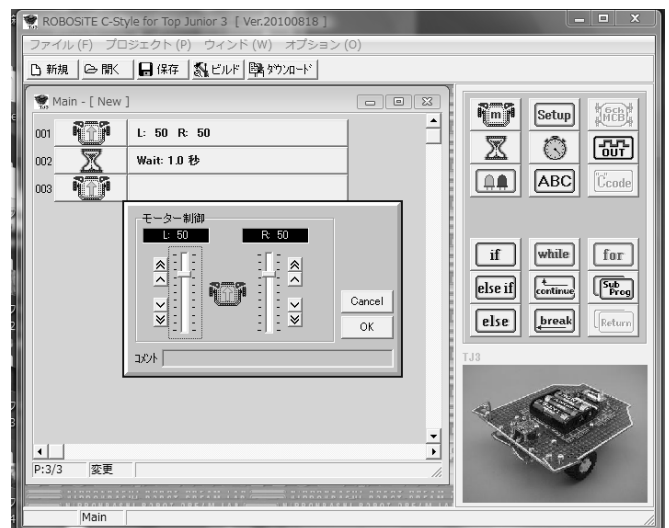 ROBOSiTE C-Style for Top Junior 3 [ Ver.20100818 ]
ファイル (F) プロジェクト (P) ウィンド (W) オプション (O)
新規 開く 保存 ビルド ダウンロード
Main - [ New ]
001 L: 50 R: 50
002 Wait: 1.0 秒
003
モーター制御
L: 50 R: 50
Cancel
OK
コメント
P:3/3 変更
Main
m Setup 6ch MCB
OUT
ABC Ccode
if while for
else if continue Sub Prog
else break Return
TJ3